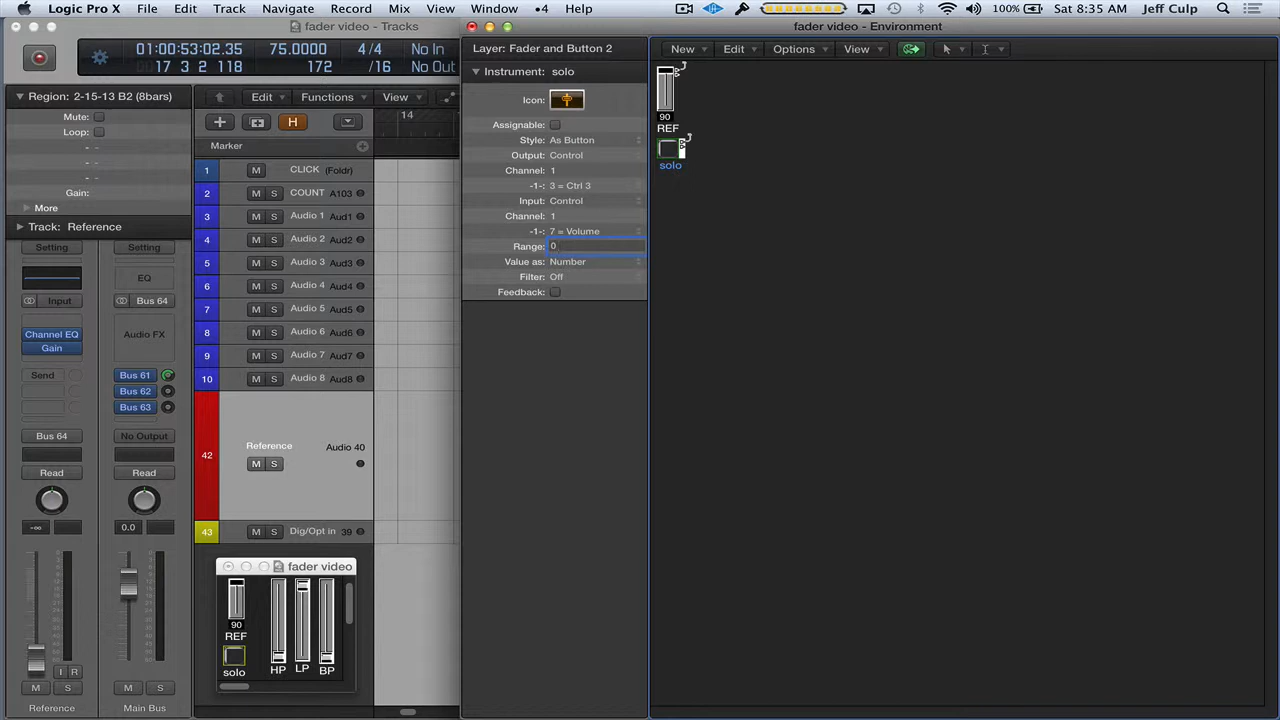 Logic Pro X File Edit Track Navigate Record Mix View Window 4 Help 100% Sat 8:35 AM Jeff Culp
fader video - Tracks
fader video - Environment
01:00:53:02.35 75.0000 4/4 No In
17 3 2 118 172 /16 No Out
Layer: Fader and Button 2
New Edit Options View
Instrument: solo
Icon:
Assignable:
Style: As Button
Output: Control
Channel: 1
-1-: 3 = Ctrl 3
Input: Control
Channel: 1
-1-: 7 = Volume
Range: 0
Value as: Number
Filter: Off
Feedback:
90
REF
solo
Region: 2-15-13 B2 (8bars)
Mute:
Loop:
Gain:
More
Track: Reference
Edit Functions View
H
14
Marker
1 M CLICK (Foldr)
2 M S COUNT A103
3 M S Audio 1 Aud1
4 M S Audio 2 Aud2
5 M S Audio 3 Aud3
6 M S Audio 4 Aud4
7 M S Audio 5 Aud5
8 M S Audio 6 Aud6
9 M S Audio 7 Aud7
10 M S Audio 8 Aud8
42 Reference Audio 40
M S
43 M S Dig/Opt in 39
Setting Setting
EQ
Input Bus 64
Channel EQ Audio FX
Gain
Send Bus 61
Bus 62
Bus 63
Bus 64 No Output
Read Read
-∞ 0.0
I R
M S M S
Reference Main Bus
fader video
90
REF
solo HP LP BP